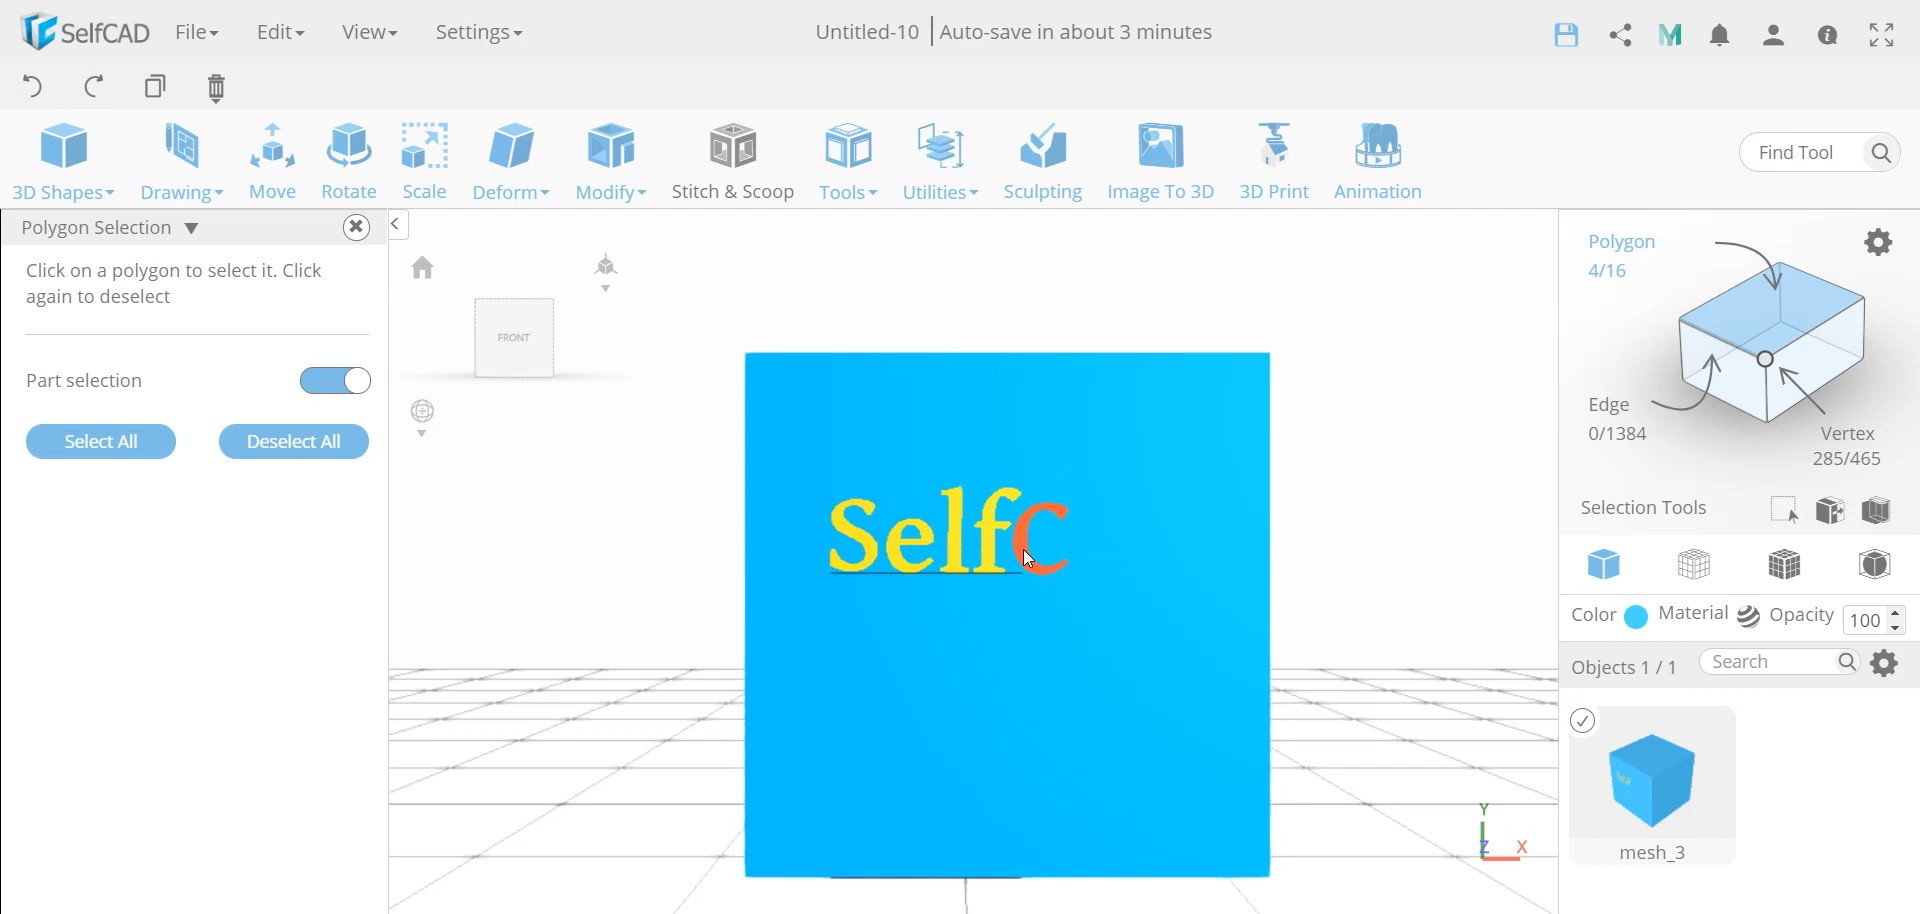 SelfCAD File Edit View Settings Untitled-10 Auto-save in about 3 minutes
3D Shapes Drawing Move Rotate Scale Deform Modify Stitch & Scoop Tools Utilities Sculpting Image To 3D 3D Print Animation Find Tool
Polygon Selection
Click on a polygon to select it. Click
again to deselect
Part selection
Select All Deselect All
FRONT
SelfC
Y
Z X
Polygon
4/16
Edge
0/1384
Vertex
285/465
Selection Tools
Color Material Opacity 100
Objects 1 / 1 Search
mesh_3